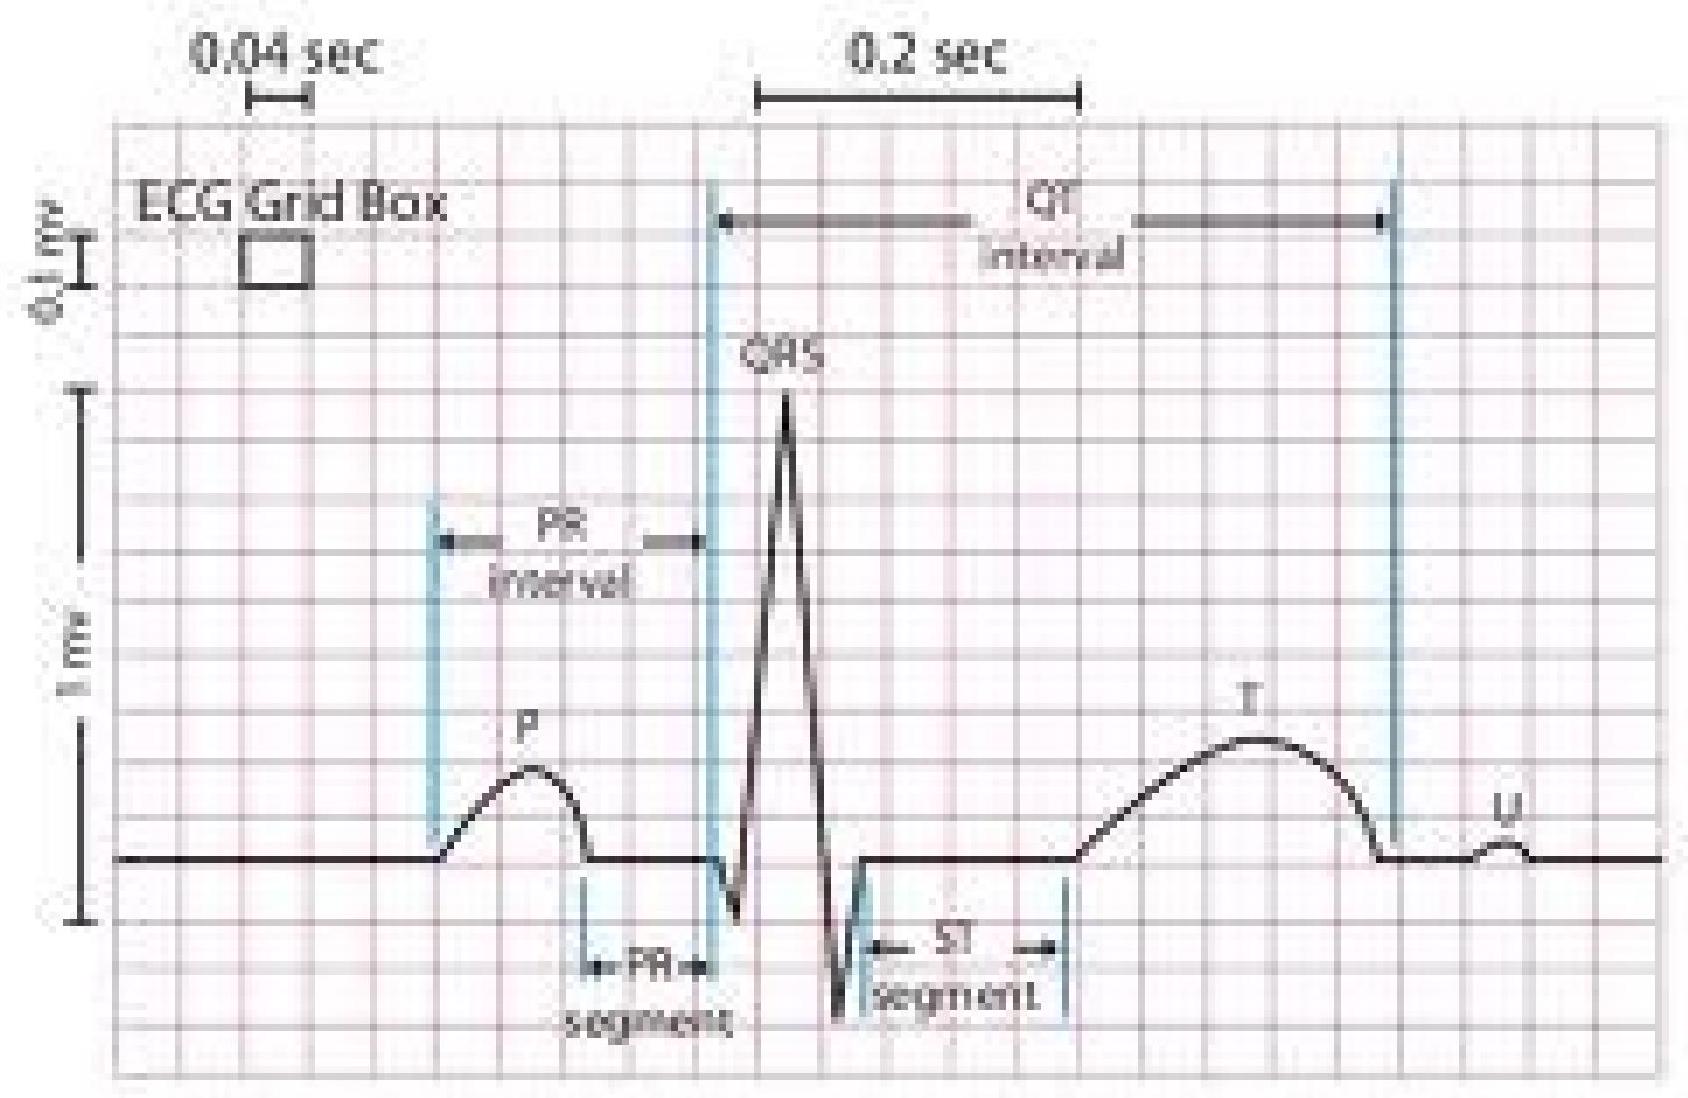 0.04 sec
0.2 sec
ECG Grid Box
0.1 mv
QT
interval
QRS
PR
interval
1 mv
P
T
U
PR
segment
ST
segment